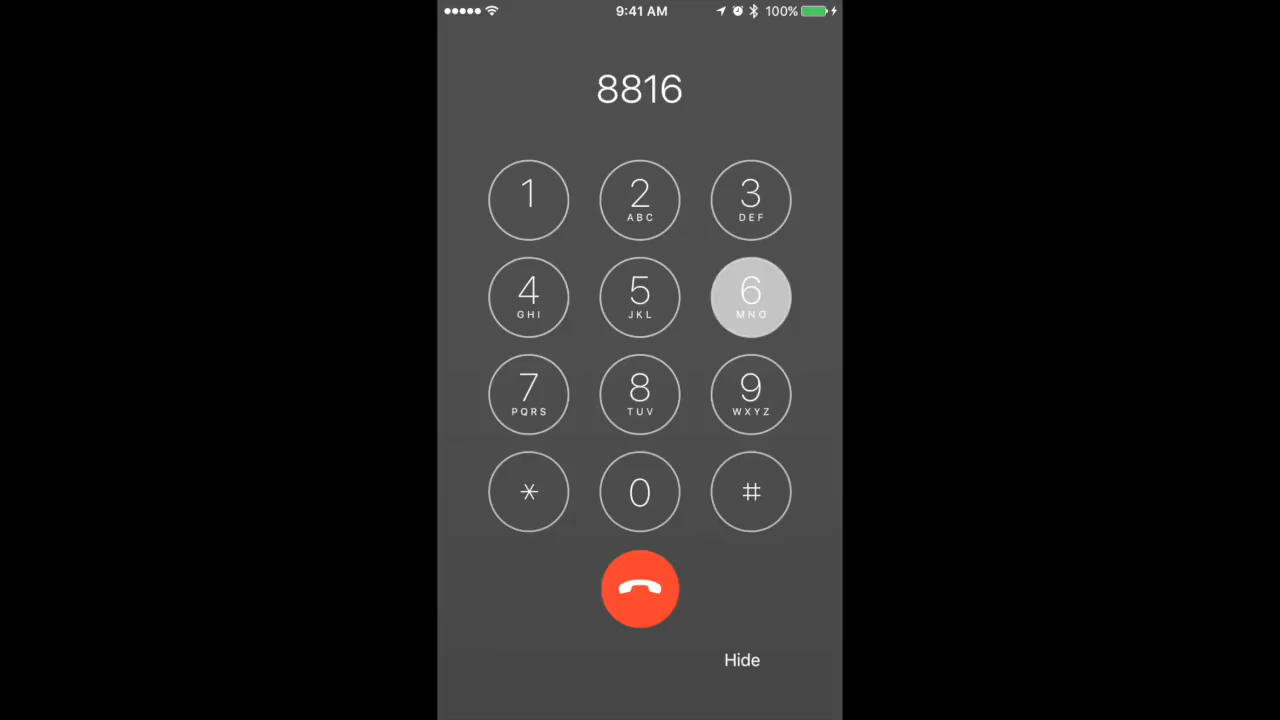 9:41 AM 100%
8816
1 2 3
ABC DEF
4 5 6
GHI JKL MNO
7 8 9
PQRS TUV WXYZ
* 0 #
Hide